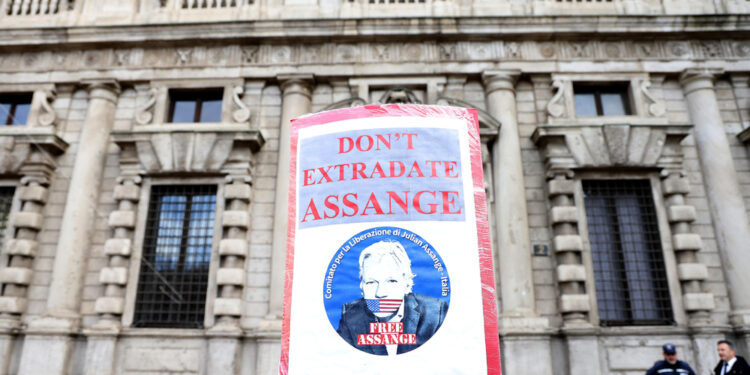 DON'T
EXTRADATE
ASSANGE
Comitato per la Liberazione di Julian Assange - Italia
FREE
ASSANGE